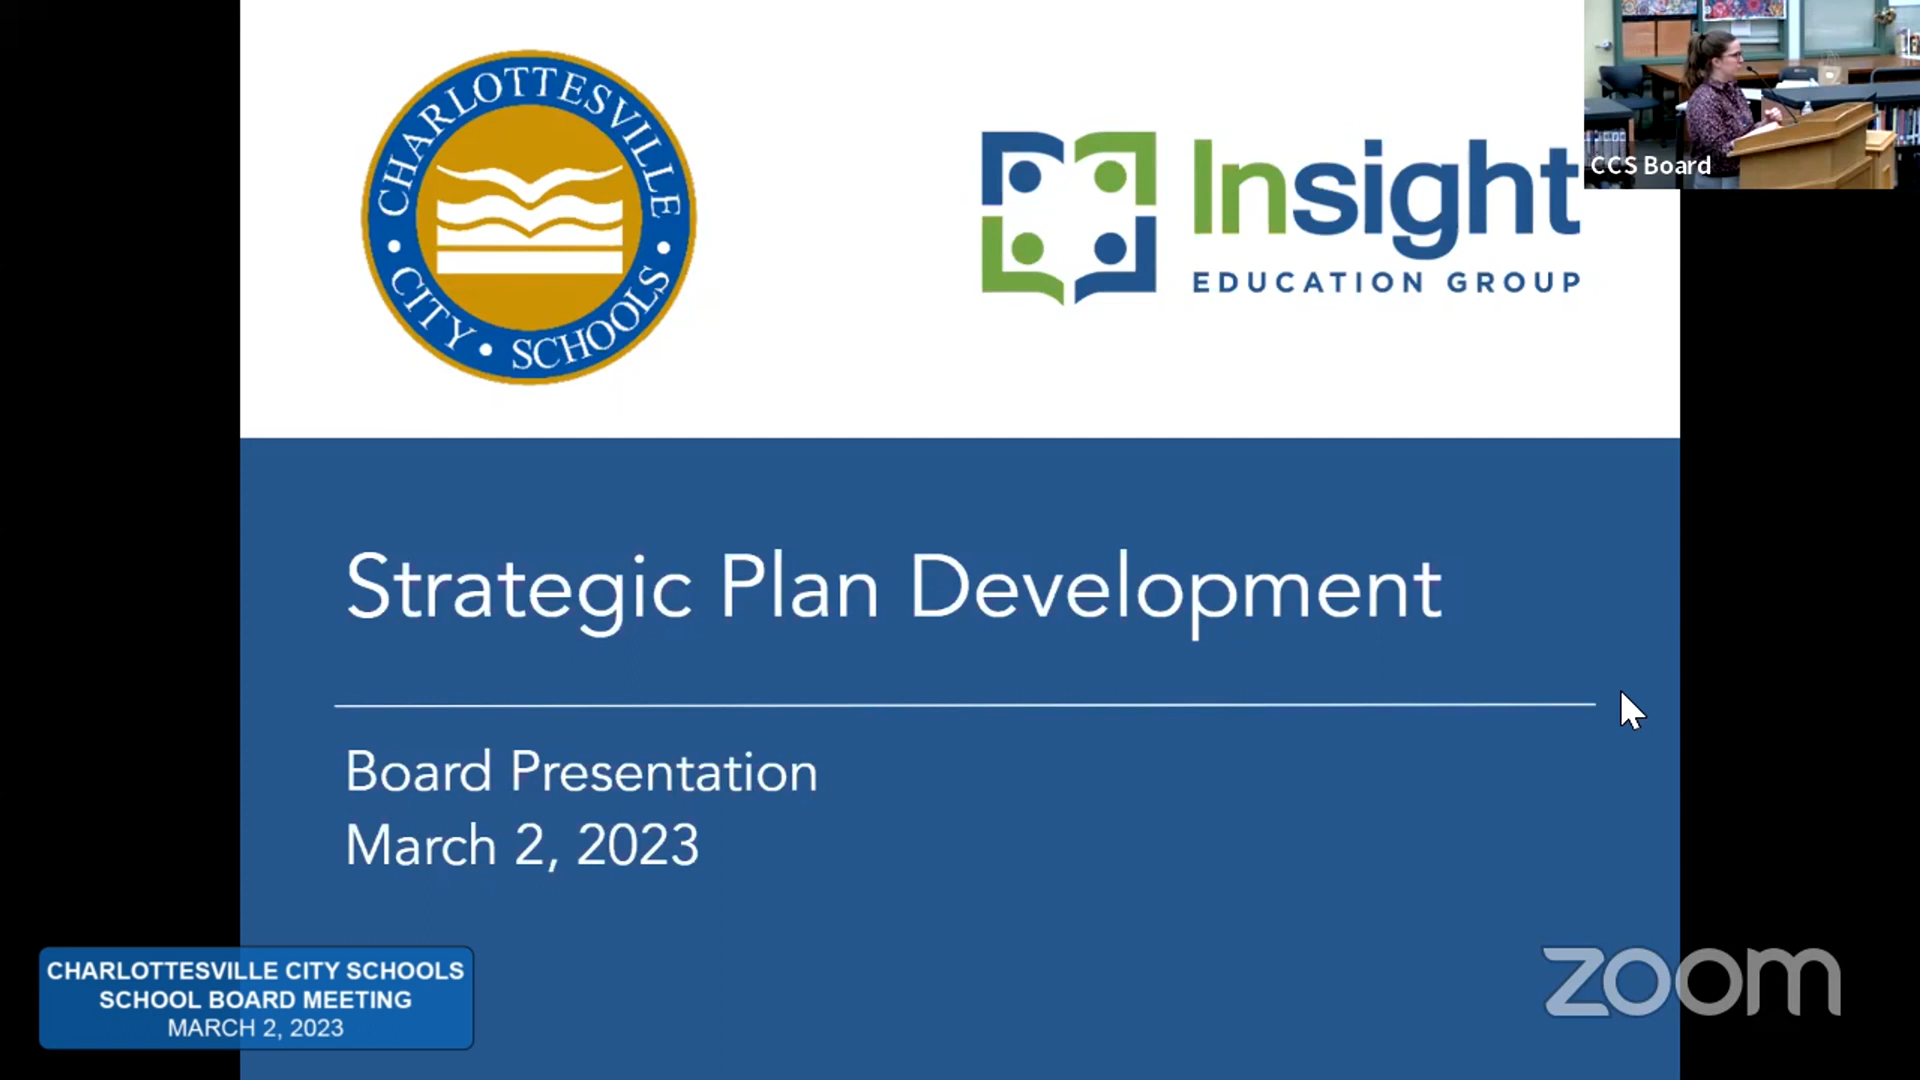 CHARLOTTESVILLE
CITY • SCHOOLS
Insight
EDUCATION GROUP
CCS Board
Strategic Plan Development
Board Presentation
March 2, 2023
CHARLOTTESVILLE CITY SCHOOLS
SCHOOL BOARD MEETING
MARCH 2, 2023
zoom